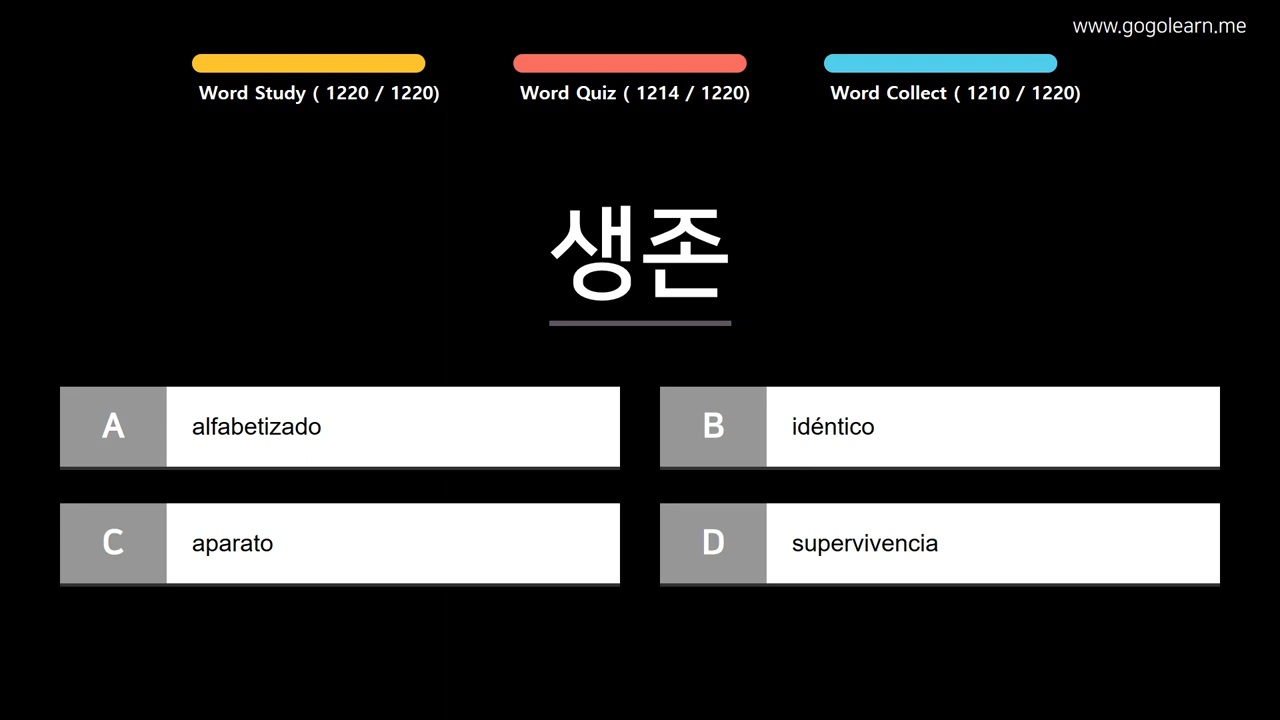 www.gogolearn.me
Word Study ( 1220 / 1220)
Word Quiz ( 1214 / 1220)
Word Collect ( 1210 / 1220)
생존
A alfabetizado
B idéntico
C aparato
D supervivencia